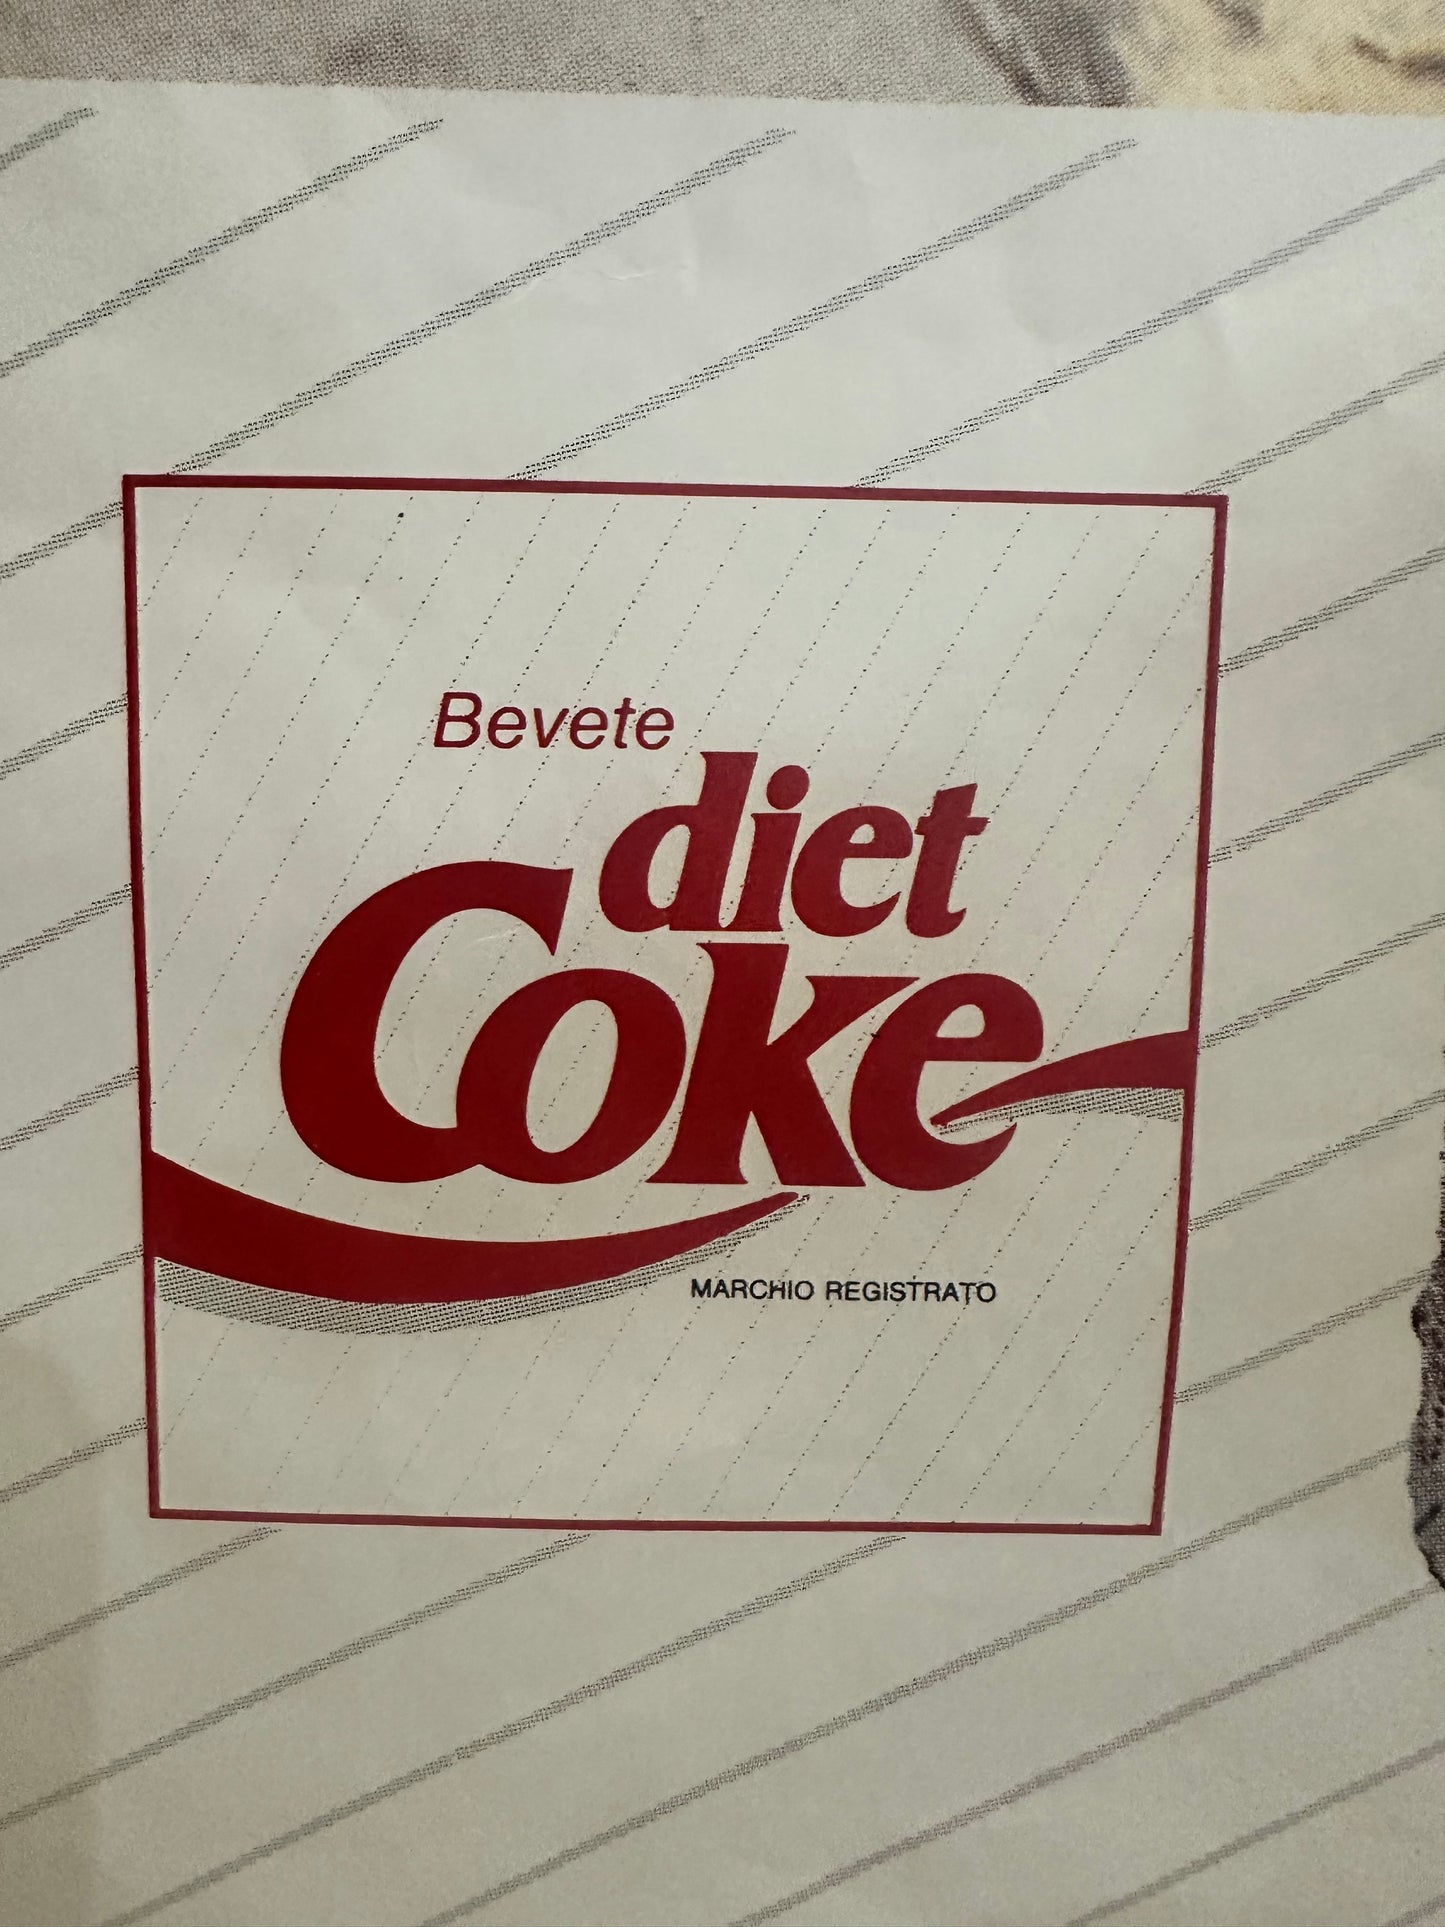 Bevete
diet
Coke
MARCHIO REGISTRATO